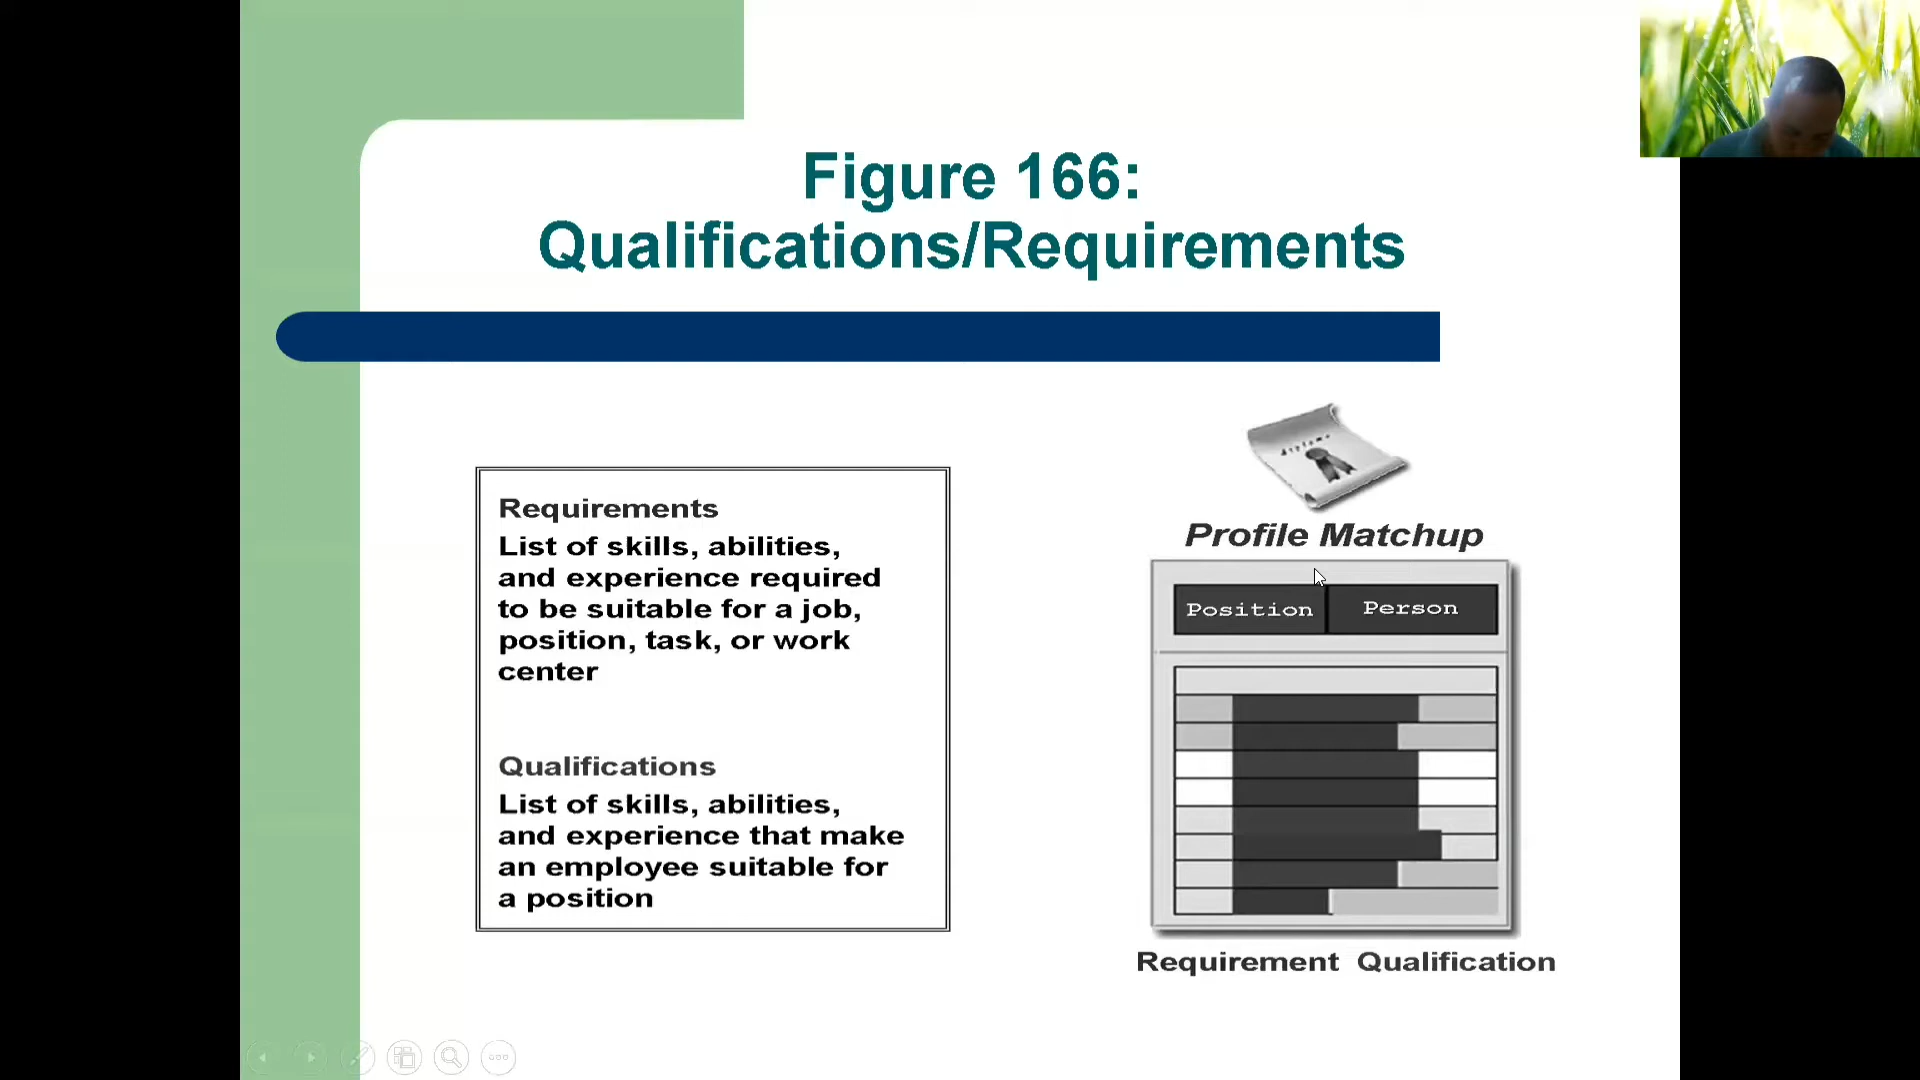 Figure 166:
Qualifications/Requirements
Requirements
List of skills, abilities,
and experience required
to be suitable for a job,
position, task, or work
center
Qualifications
List of skills, abilities,
and experience that make
an employee suitable for
a position
diploma
Profile Matchup
Position Person
Requirement Qualification